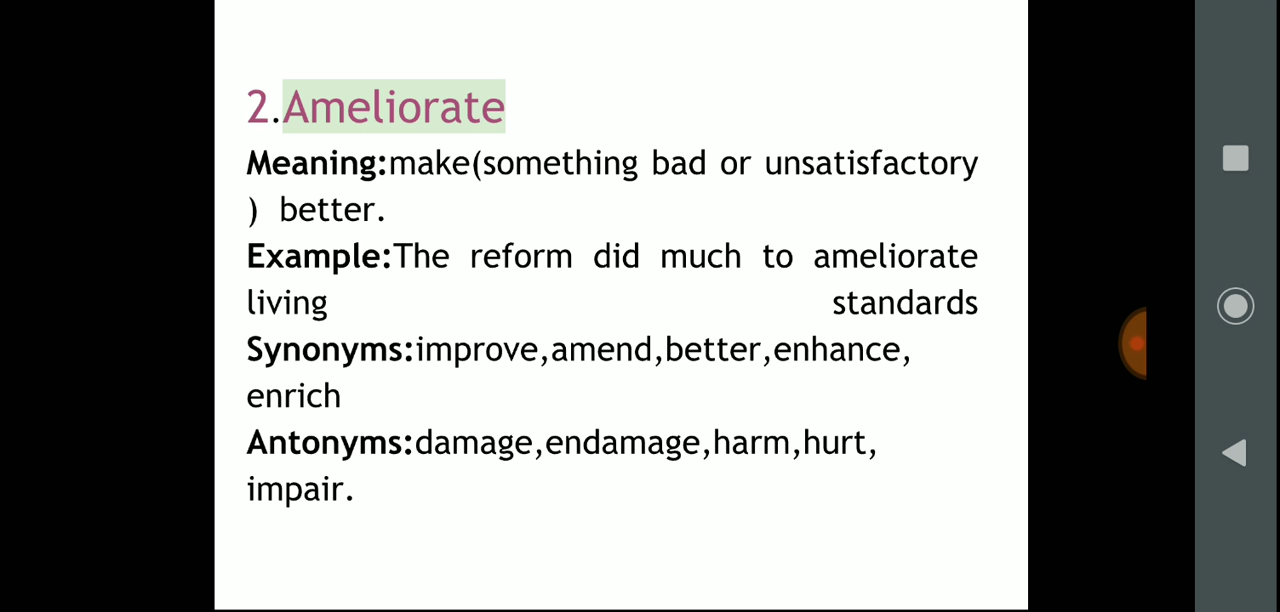 2.Ameliorate
Meaning:make(something bad or unsatisfactory
) better.
Example:The reform did much to ameliorate
living standards
Synonyms:improve,amend,better,enhance,
enrich
Antonyms:damage,endamage,harm,hurt,
impair.